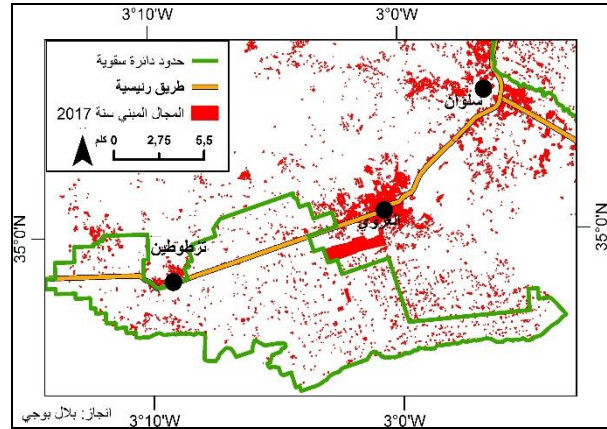 3°10'W
3°0'W
حدود دائرة سقوية
طريق رئيسية
المجال المبني سنة 2017
0
2,75
5,5
كلم
سلوان
العروي
تزطوطين
35°0'N
35°0'N
3°10'W
3°0'W
انجاز: بلال بوجي